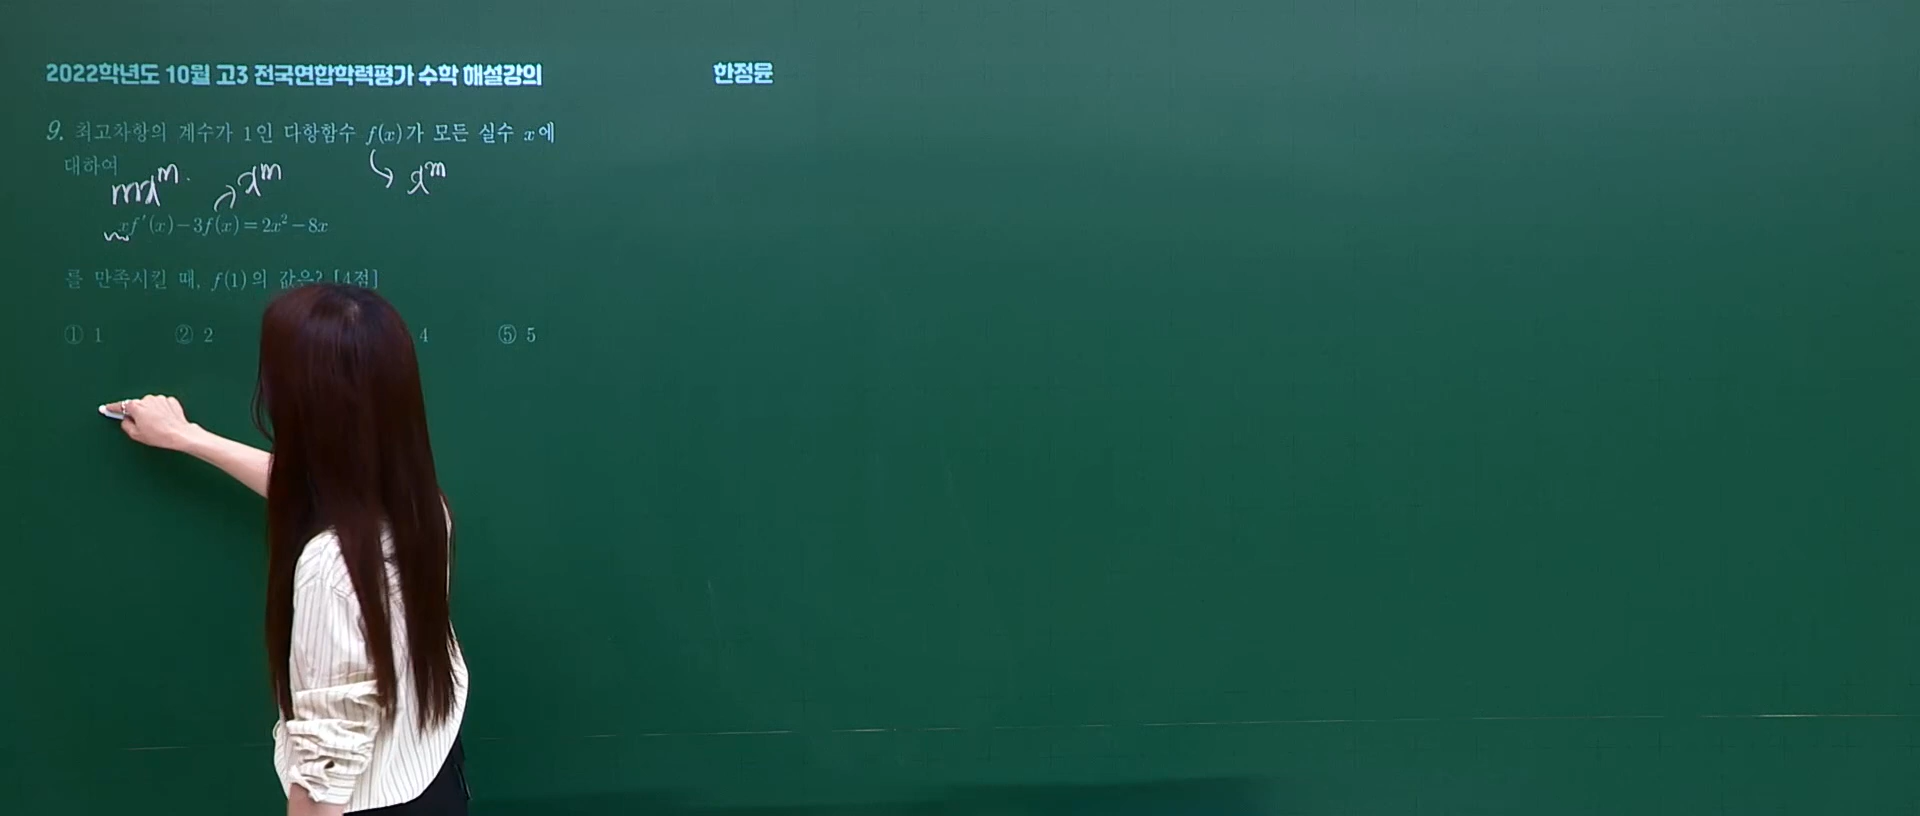 2022학년도 10월 고3 전국연합학력평가 수학 해설강의 한정윤
9. 최고차항의 계수가 1인 다항함수 f(x)가 모든 실수 x에
대하여
mx^m. x^m x^m
xf'(x)-3f(x)=2x²-8x
를 만족시킬 때, f(1)의 값은? [4점]
① 1 ② 2 4 ⑤ 5